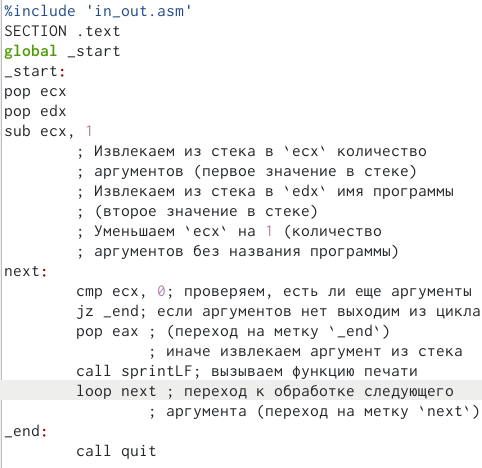 %include 'in_out.asm'
SECTION .text
global _start
_start:
pop ecx
pop edx
sub ecx, 1
; Извлекаем из стека в `ecx` количество
; аргументов (первое значение в стеке)
; Извлекаем из стека в `edx` имя программы
; (второе значение в стеке)
; Уменьшаем `ecx` на 1 (количество
; аргументов без названия программы)
next:
cmp ecx, 0; проверяем, есть ли еще аргументы
jz _end; если аргументов нет выходим из цикла
pop eax ; (переход на метку `_end`)
; иначе извлекаем аргумент из стека
call sprintLF; вызываем функцию печати
loop next ; переход к обработке следующего
; аргумента (переход на метку `next`)
_end:
call quit